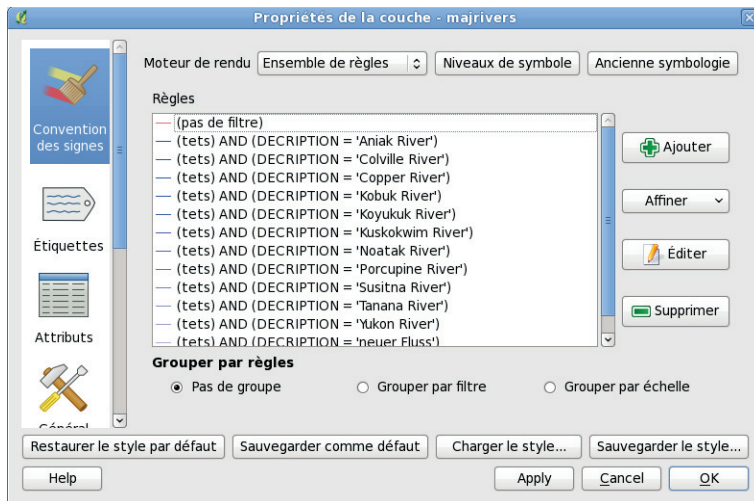 Propriétés de la couche - majrivers
Moteur de rendu Ensemble de règles Niveaux de symbole Ancienne symbologie
Convention
des signes
Étiquettes
Attributs
Général
Règles
(pas de filtre)
(tets) AND (DECRIPTION = 'Aniak River')
(tets) AND (DECRIPTION = 'Colville River')
(tets) AND (DECRIPTION = 'Copper River')
(tets) AND (DECRIPTION = 'Kobuk River')
(tets) AND (DECRIPTION = 'Koyukuk River')
(tets) AND (DECRIPTION = 'Kuskokwim River)
(tets) AND (DECRIPTION = 'Noatak River')
(tets) AND (DECRIPTION = 'Porcupine River)
(tets) AND (DECRIPTION = 'Susitna River')
(tets) AND (DECRIPTION = 'Tanana River')
(tets) AND (DECRIPTION = 'Yukon River')
(tets) AND (DECRIPTION = 'neuer Fluss')
Ajouter
Affiner
Éditer
Supprimer
Grouper par règles
Pas de groupe Grouper par filtre Grouper par échelle
Restaurer le style par défaut Sauvegarder comme défaut Charger le style... Sauvegarder le style...
Help Apply Cancel OK